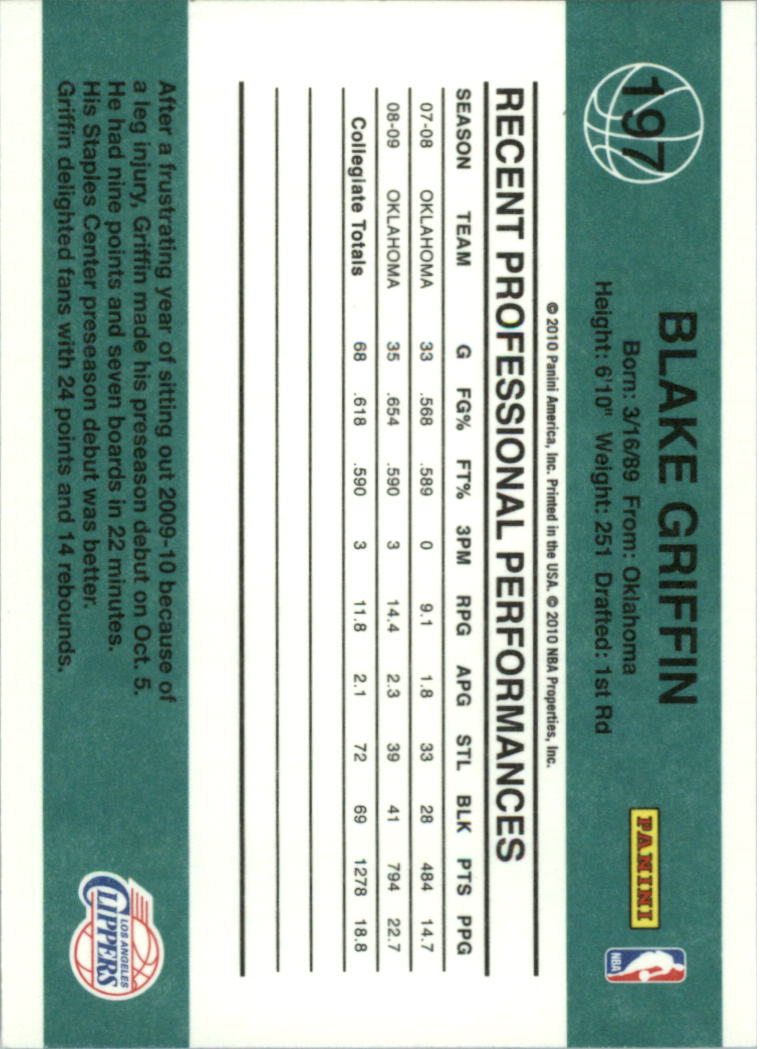 197
BLAKE GRIFFIN
Born: 3/16/89 From: Oklahoma
Height: 6'10" Weight: 251 Drafted: 1st Rd
PANINI
NBA
© 2010 Panini America, Inc. Printed in the USA. © 2010 NBA Properties, Inc.
RECENT PROFESSIONAL PERFORMANCES
SEASON TEAM G FG% FT% 3PM RPG APG STL BLK PTS PPG
07-08 OKLAHOMA 33 .568 .589 0 9.1 1.8 33 28 484 14.7
08-09 OKLAHOMA 35 .654 .590 3 14.4 2.3 39 41 794 22.7
Collegiate Totals 68 .618 .590 3 11.8 2.1 72 69 1278 18.8
After a frustrating year of sitting out 2009-10 because of
a leg injury, Griffin made his preseason debut on Oct. 5.
He had nine points and seven boards in 22 minutes.
His Staples Center preseason debut was better.
Griffin delighted fans with 24 points and 14 rebounds.
LOS ANGELES
CLIPPERS